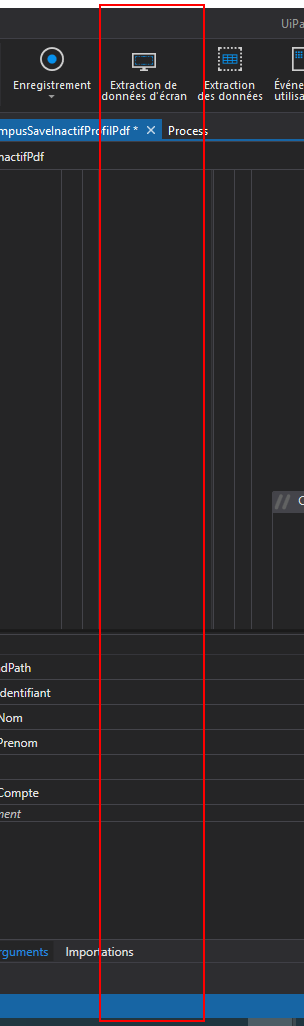 UiPa
Enregistrement
Extraction de
données d'écran
Extraction
des données
Événe
utilisa
mpusSaveInactifProfilPdf *
Process
nactifPdf
C
dPath
Identifiant
Nom
Prenom
Compte
ment
rguments
Importations